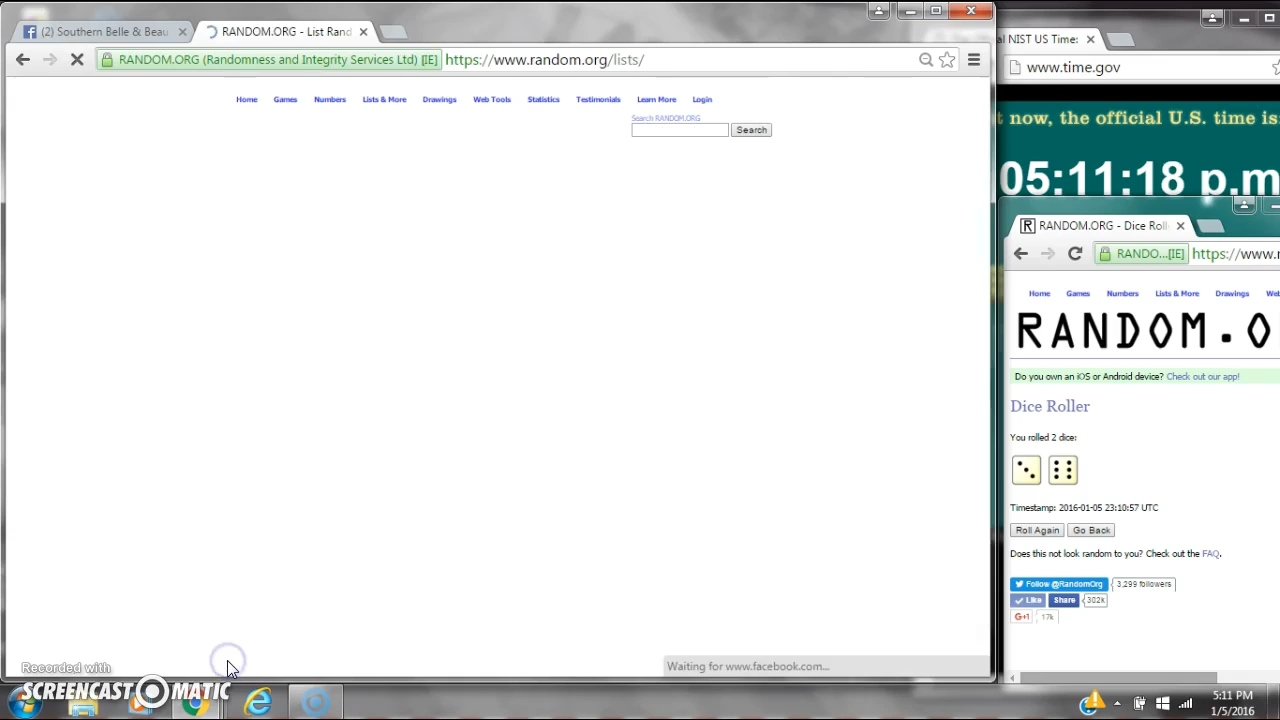 (2) Southern Belle & Beau
RANDOM.ORG - List Rand
RANDOM.ORG (Randomness and Integrity Services Ltd) [IE] https://www.random.org/lists/
Home Games Numbers Lists & More Drawings Web Tools Statistics Testimonials Learn More Login
Search RANDOM.ORG
Search
Waiting for www.facebook.com...
al NIST US Time:
www.time.gov
t now, the official U.S. time is:
05:11:18 p.m
RANDOM.ORG - Dice Roll
RANDO...[IE] https://www.r
Home Games Numbers Lists & More Drawings Web
RANDOM.O
Do you own an iOS or Android device? Check out our app!
Dice Roller
You rolled 2 dice:
Timestamp: 2016-01-05 23:10:57 UTC
Roll Again Go Back
Does this not look random to you? Check out the FAQ.
Follow @RandomOrg 3,299 followers
Like Share 302k
G+1 17k
Recorded with
SCREENCAST-O-MATIC
5:11 PM
1/5/2016